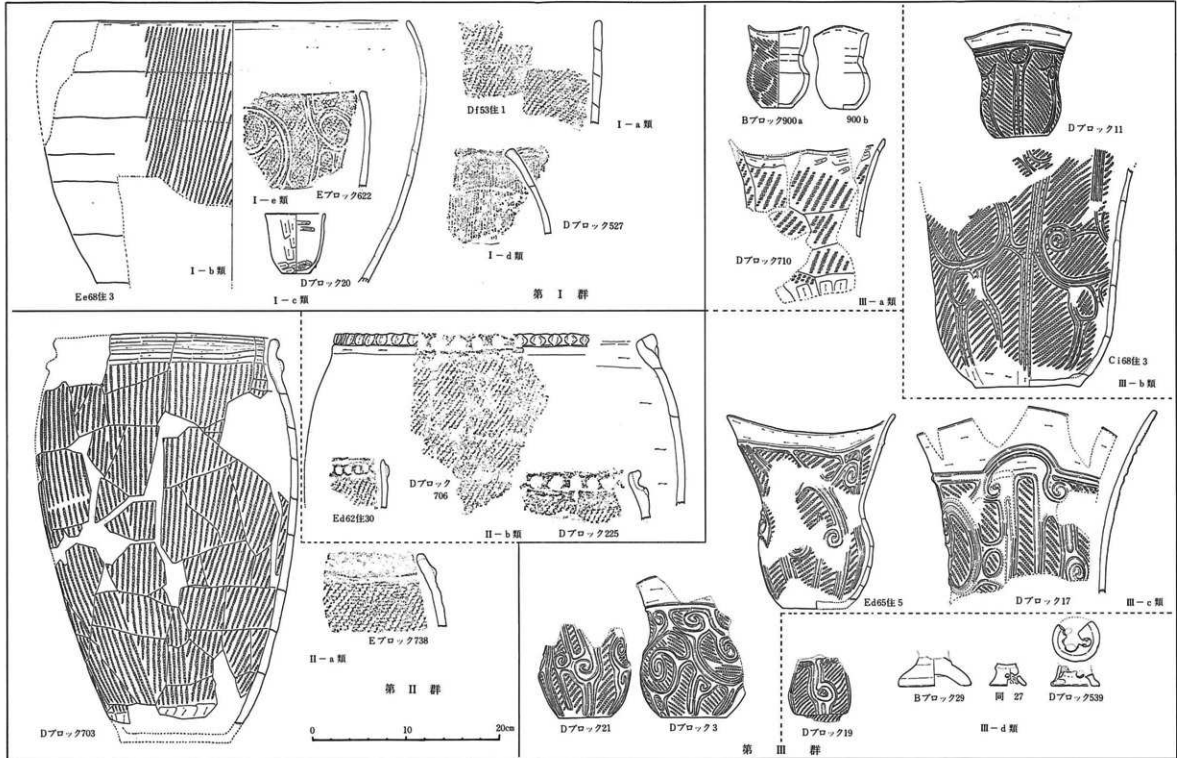 Df53住1
I－a類
Eブロック622
I－e類
Dブロック527
I－d類
Dブロック20
I－b類
I－c類
Ee68住3
第 I 群
Bブロック900a
900b
Dブロック11
Dブロック710
III－a類
Ci68住3
III－b類
Ed62住30
Dブロック
706
II－b類
Dブロック225
Eブロック738
II－a類
第 II 群
Dブロック703
0 10 20cm
Ed65住5
Dブロック17
III－c類
Dブロック21
Dブロック3
Dブロック19
Bブロック29
同 27
Dブロック539
III－d類
第 III 群